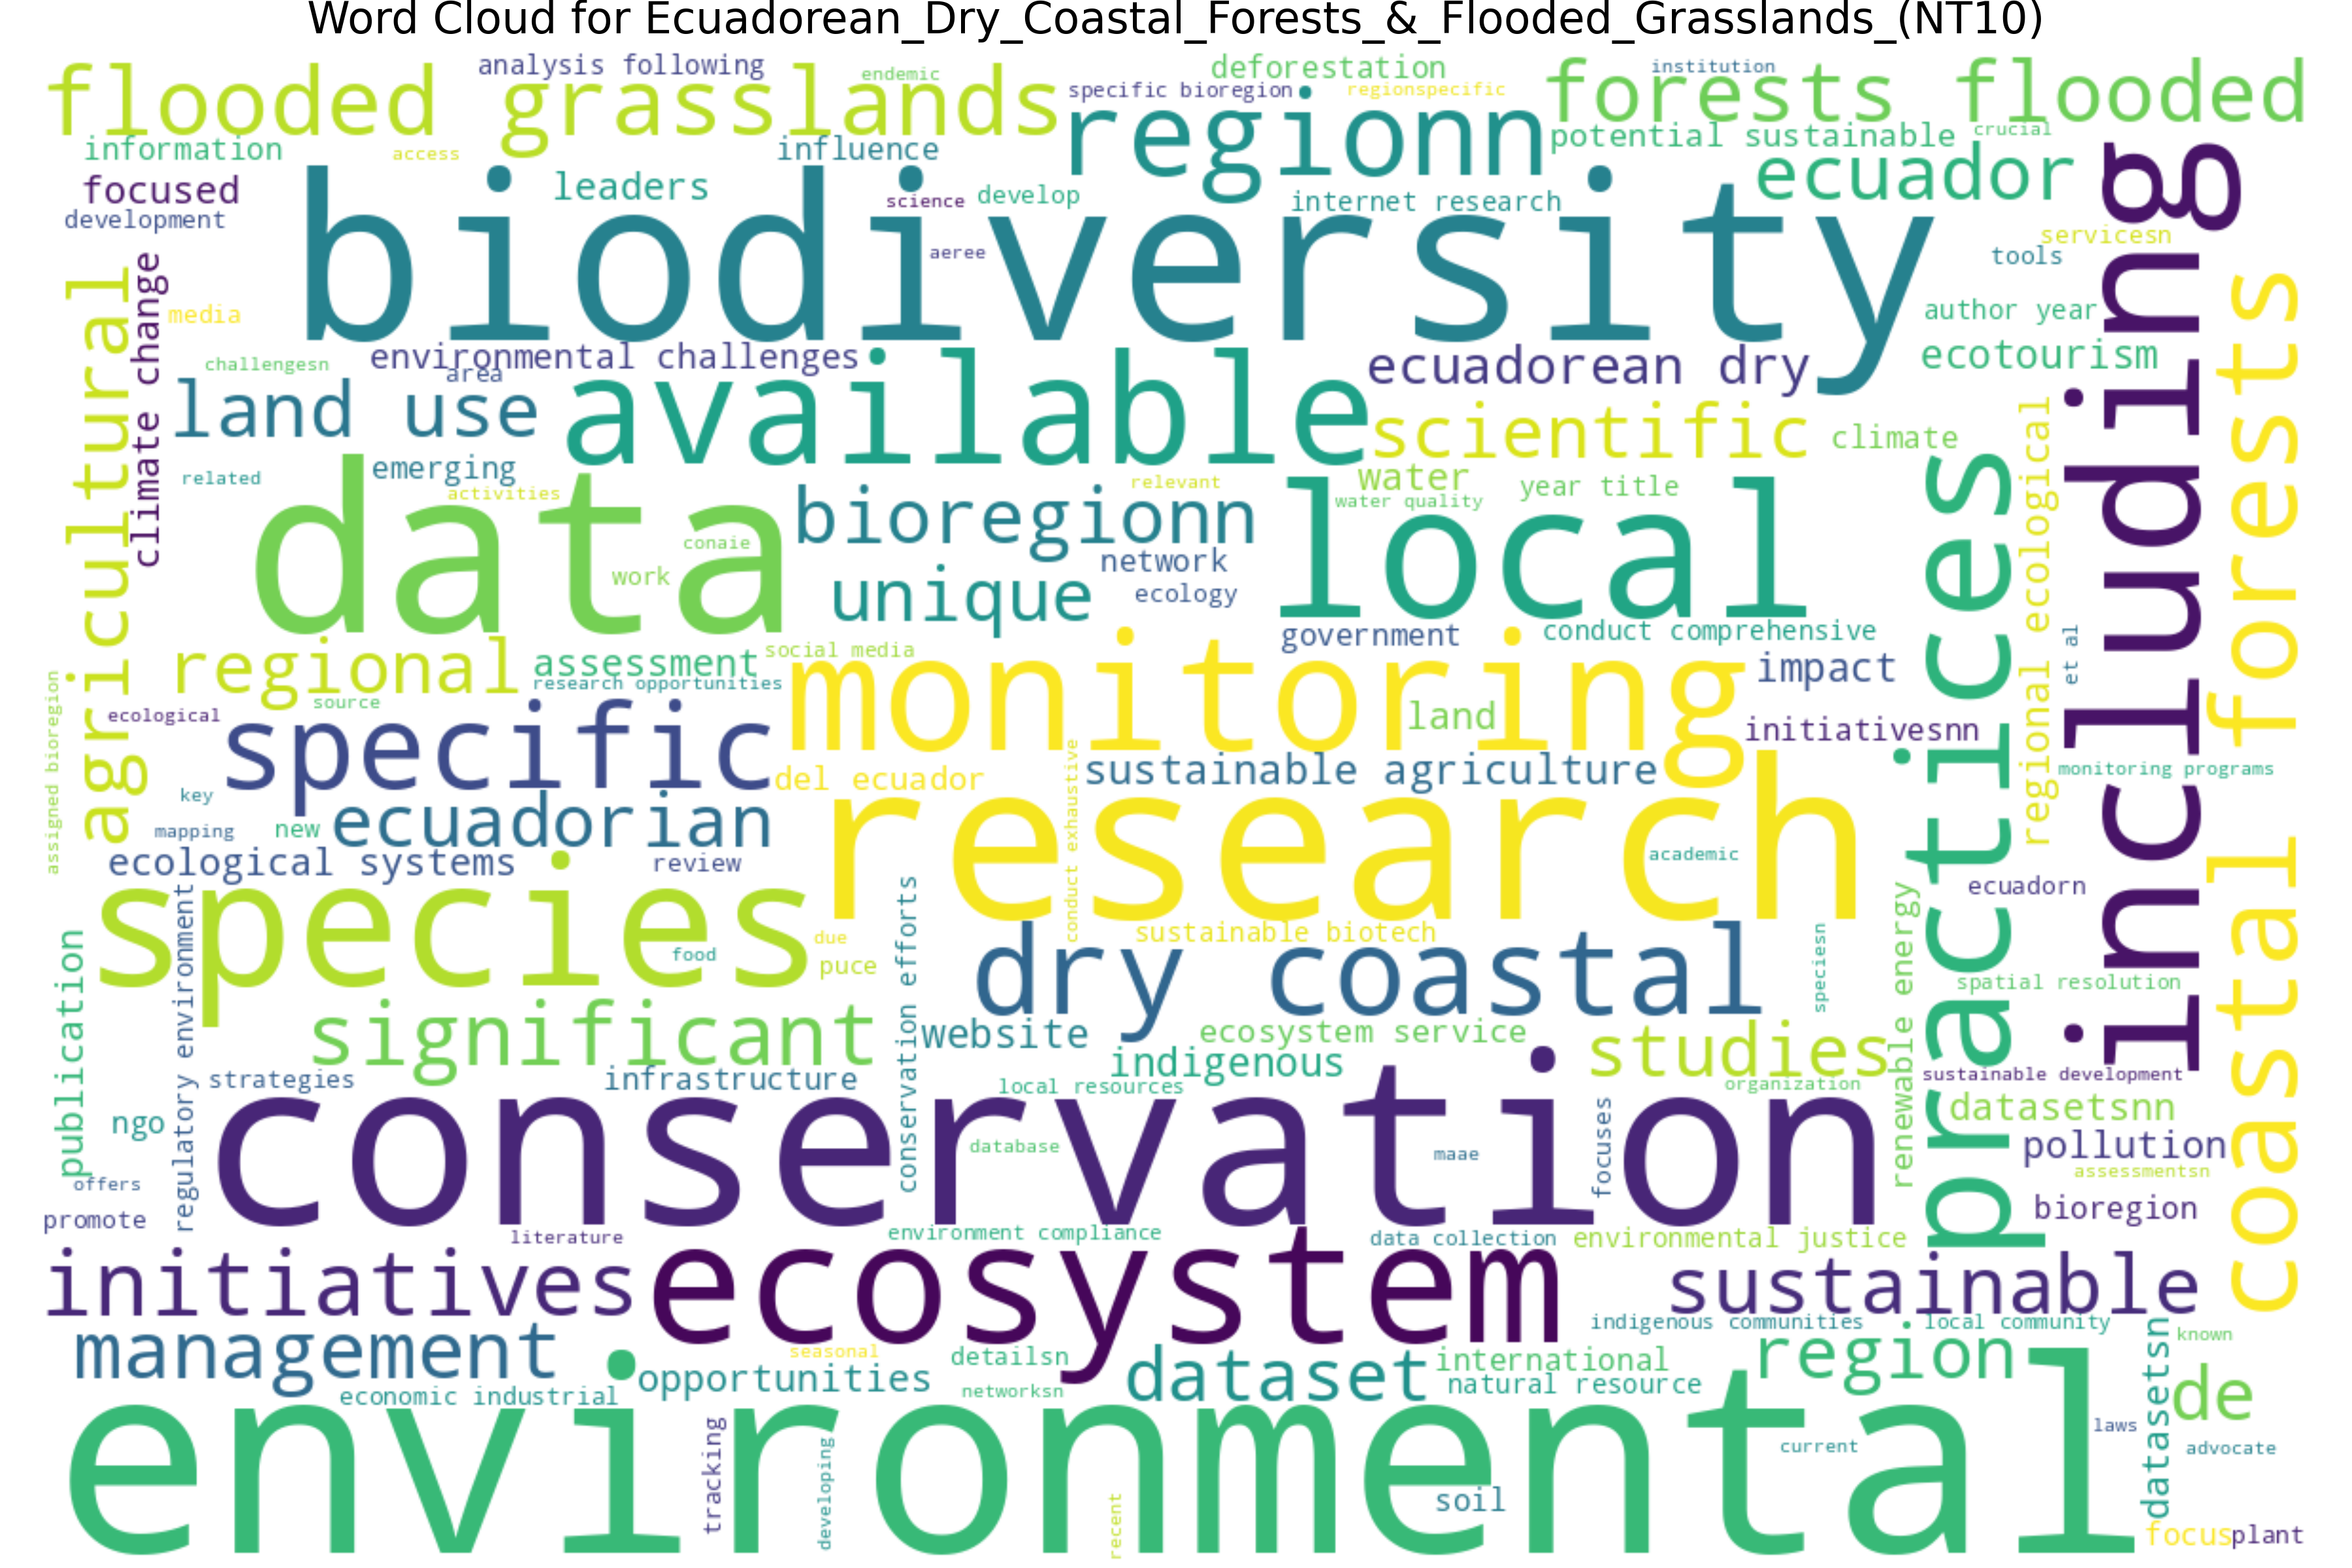 Word Cloud for Ecuadorean_Dry_Coastal_Forests_&_Flooded_Grasslands_(NT10)
analysis following
endemic
deforestation
institution
flooded grasslands
specific bioregion
regionspecific
forests flooded
regionn
information
access
influence
potential sustainable
crucial
focused
leaders
science
develop
internet research
ecuador
development
biodiversity
aeree
servicesn
tools
including
agricultural
climate change
media
author year
challengesn
environmental challenges
area
ecuadorean dry
ecotourism
coastal forests
land use
available
scientific
climate
related
emerging
activities
relevant
water
water quality
year title
practices
regional ecological
data
conaie
work
bioregionn
network
local
unique
ecology
government
conduct comprehensive
et al
regional
assessment
social media
research opportunities
monitoring
impact
assigned bioregion
source
ecological
specific
land
initiativesnn
del ecuador
conduct exhaustive
sustainable agriculture
monitoring programs
key
mapping
new
ecuadorian
research
academic
ecological systems
review
ecuadorn
species
due
puce
food
conservation efforts
sustainable biotech
dry coastal
speciesn
renewable energy
spatial resolution
publication
regulatory environment
significant
website
ecosystem service
indigenous
studies
strategies
infrastructure
local resources
organization
sustainable development
ngo
conservation
database
maae
focuses
datasetsnn
pollution
offers
assessmentsn
promote
bioregion
literature
environment compliance
data collection
environmental justice
initiatives
ecosystem
sustainable
indigenous communities
local community
management
seasonal
detailsn
international
region
known
opportunities
dataset
natural resource
economic industrial
networksn
datasetsn
de
environmental
tracking
developing
recent
soil
current
laws
advocate
focus
plant